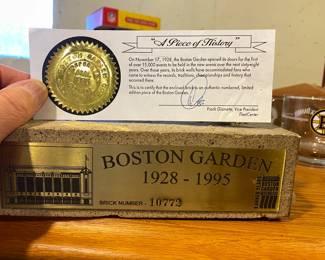 "A Piece of History"
On November 17, 1928, the Boston Garden opened its doors for the first
of over 15,000 events to be held in the new arena over the next sixty-eight
years. Over those years, its brick walls have accommodated fans who
came to witness the records, traditions, championships and history that
occurred there.
This is to certify that the enclosed brick is an authentic, numbered, limited
edition piece of the Boston Garden.
Vice President
FleetCenter
BOSTON GARDEN
1928 - 1995
BRICK NUMBER - 10772
BOSTON
GARDEN